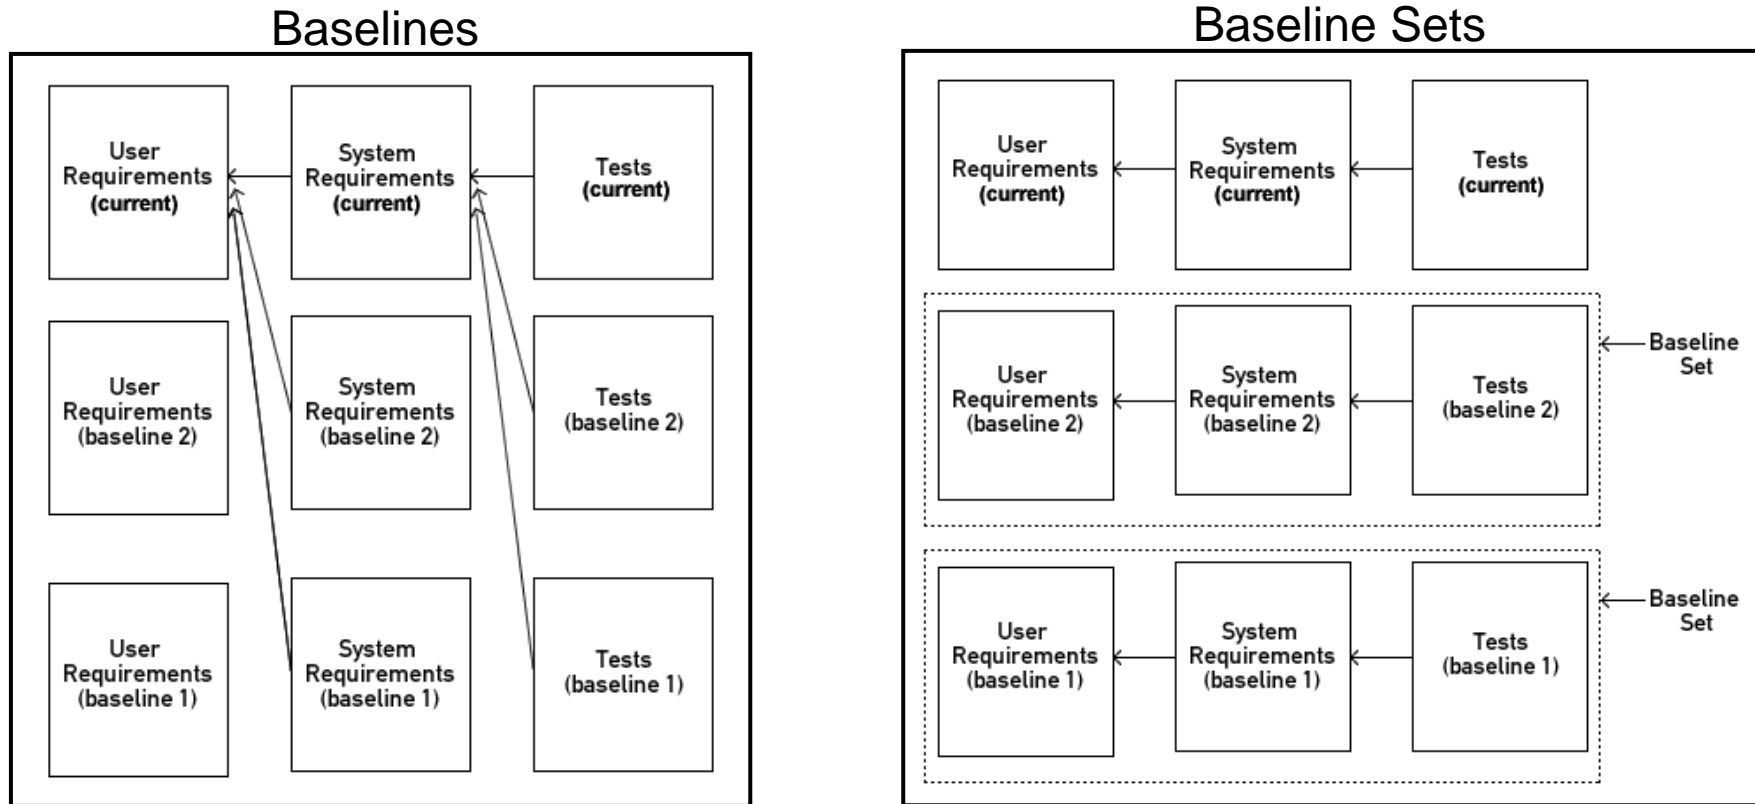 Baselines
User
Requirements
(current)
System
Requirements
(current)
Tests
(current)
User
Requirements
(baseline 2)
System
Requirements
(baseline 2)
Tests
(baseline 2)
User
Requirements
(baseline 1)
System
Requirements
(baseline 1)
Tests
(baseline 1)
Baseline Sets
User
Requirements
(current)
System
Requirements
(current)
Tests
(current)
User
Requirements
(baseline 2)
System
Requirements
(baseline 2)
Tests
(baseline 2)
Baseline
Set
User
Requirements
(baseline 1)
System
Requirements
(baseline 1)
Tests
(baseline 1)
Baseline
Set